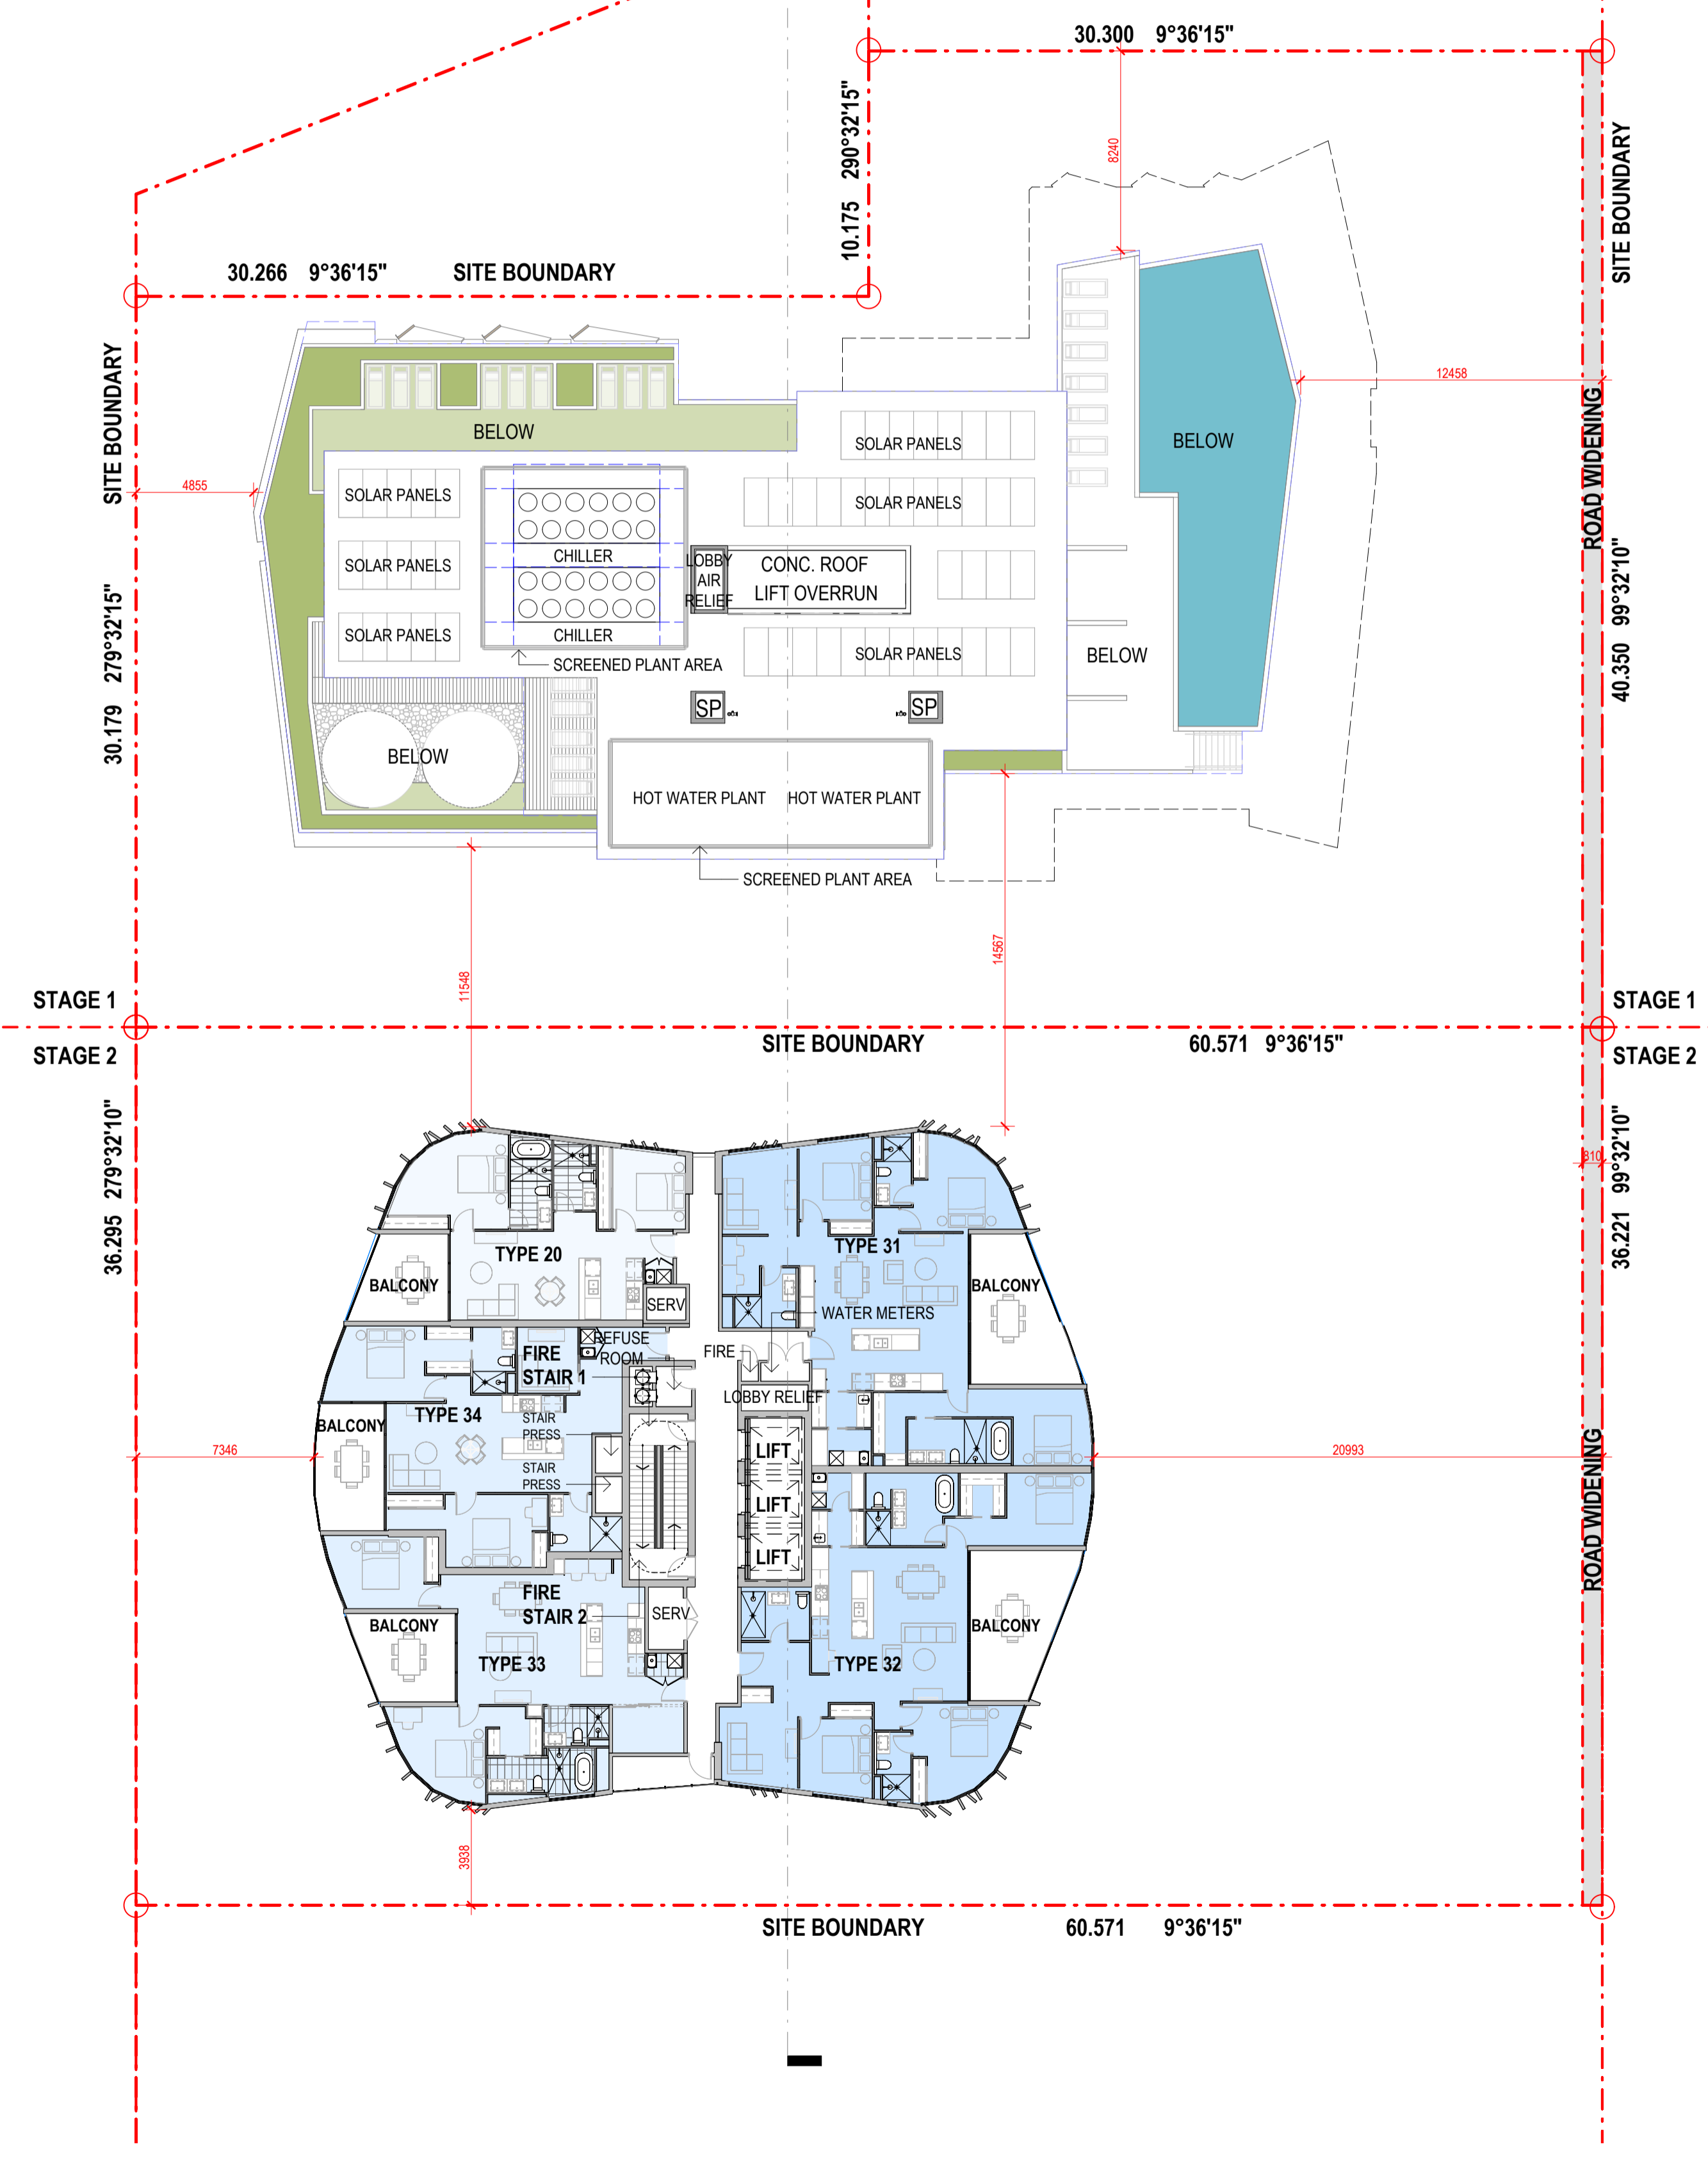 30.300 9°36'15"
10.175 290°32'15"
SITE BOUNDARY
8240
30.266 9°36'15" SITE BOUNDARY
SITE BOUNDARY
30.179 279°32'15"
4855
12458
BELOW
BELOW
SOLAR PANELS
SOLAR PANELS
SOLAR PANELS
SOLAR PANELS
SOLAR PANELS
SOLAR PANELS
CHILLER
CHILLER
LOBBY
AIR
RELIEF
CONC. ROOF
LIFT OVERRUN
SCREENED PLANT AREA
BELOW
SP
SP
BELOW
HOT WATER PLANT
HOT WATER PLANT
SCREENED PLANT AREA
ROAD WIDENING
40.350 99°32'10"
11548
14567
STAGE 1
STAGE 1
STAGE 2
STAGE 2
SITE BOUNDARY 60.571 9°36'15"
36.295 279°32'10"
36.221 99°32'10"
810
TYPE 20
TYPE 31
BALCONY
BALCONY
SERV
WATER METERS
REFUSE
ROOM
FIRE
FIRE
STAIR 1
LOBBY RELIEF
TYPE 34
BALCONY
STAIR
PRESS
STAIR
PRESS
LIFT
LIFT
LIFT
7346
20993
ROAD WIDENING
FIRE
STAIR 2
SERV
BALCONY
BALCONY
TYPE 33
TYPE 32
3938
SITE BOUNDARY 60.571 9°36'15"